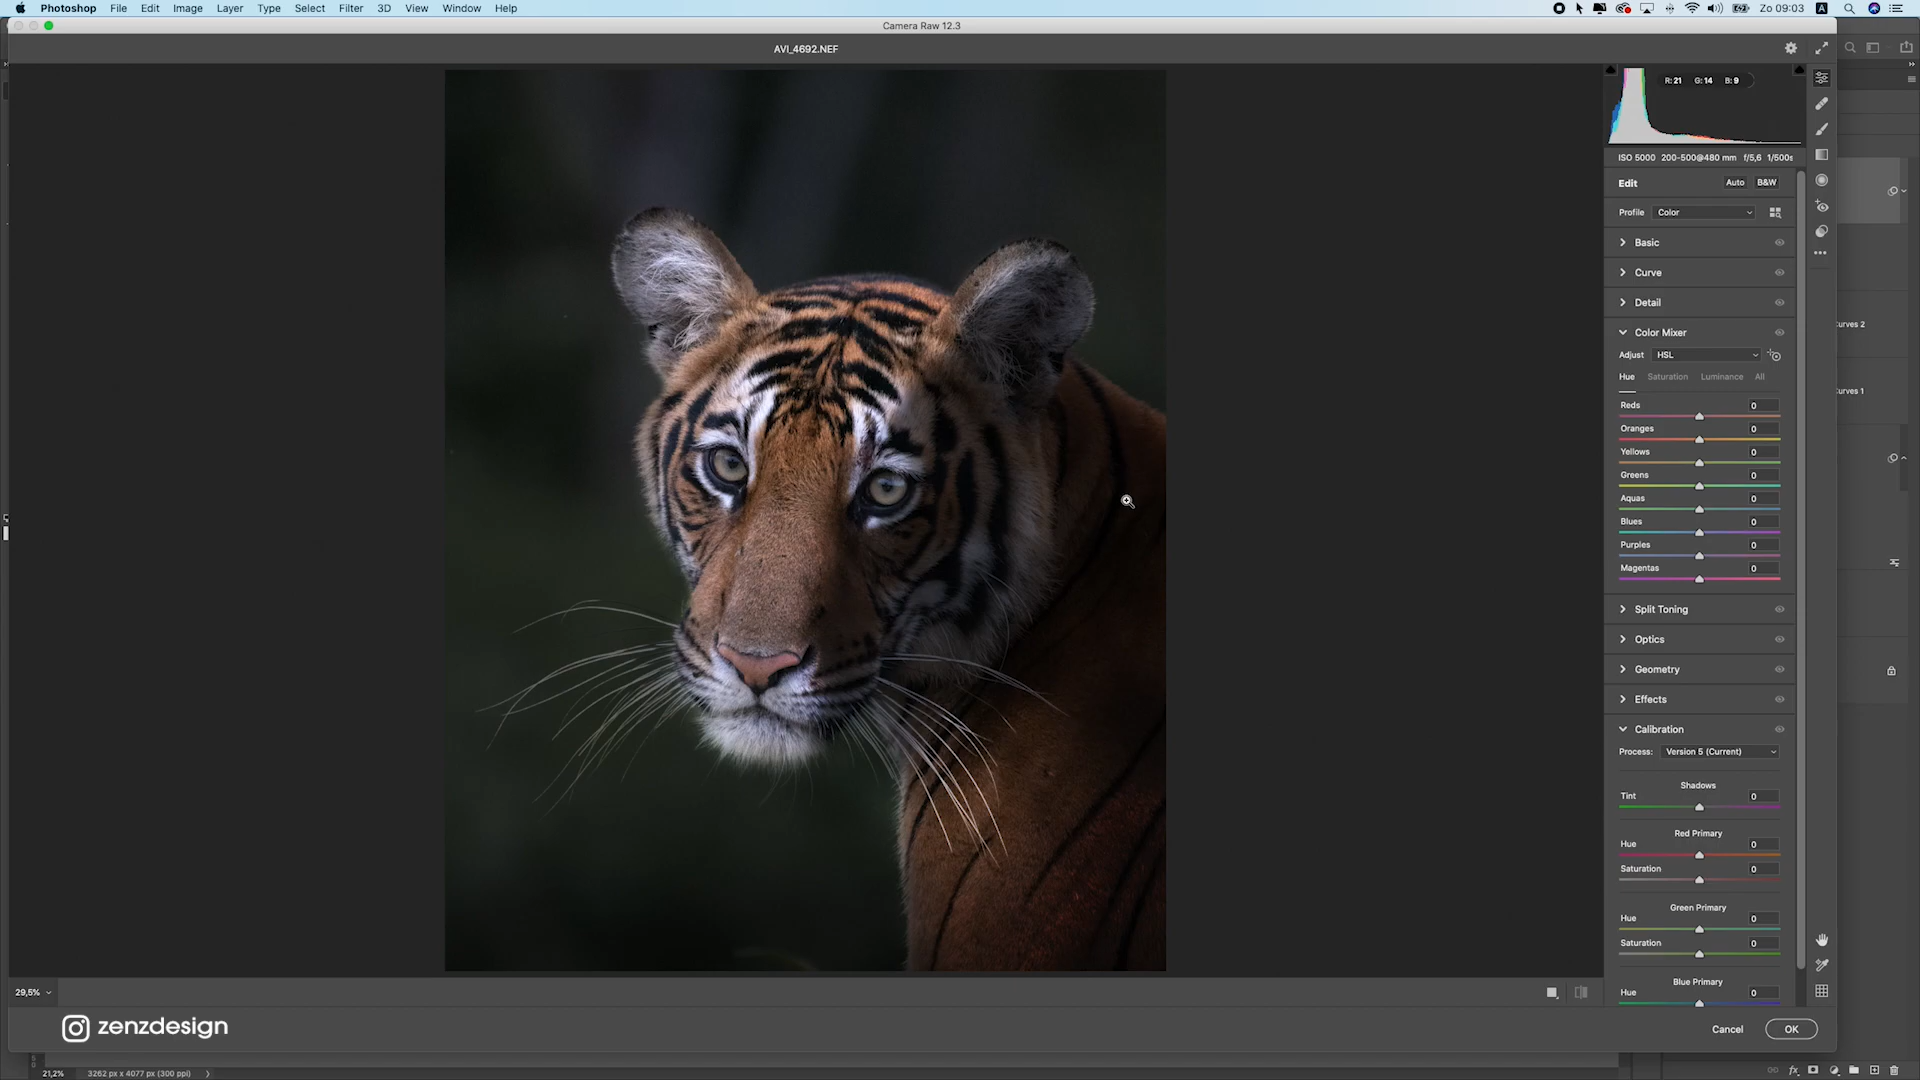 Photoshop File Edit Image Layer Type Select Filter 3D View Window Help Zo 09:03 A
Camera Raw 12.3
AVI_4692.NEF
R: 21 G: 14 B: 9
ISO 5000 200-500@480 mm f/5,6 1/500s
Edit Auto B&W
Profile Color
Basic
Curve
Detail
Color Mixer
Adjust HSL
Hue Saturation Luminance All
Reds 0
Oranges 0
Yellows 0
Greens 0
Aquas 0
Blues 0
Purples 0
Magentas 0
Split Toning
Optics
Geometry
Effects
Calibration
Process: Version 5 (Current)
Shadows
Tint 0
Red Primary
Hue 0
Saturation 0
Green Primary
Hue 0
Saturation 0
Blue Primary
Hue 0
urves 2
urves 1
29,5%
zenzdesign
Cancel OK
21,2% 3262 px x 4077 px (300 ppi)
fx